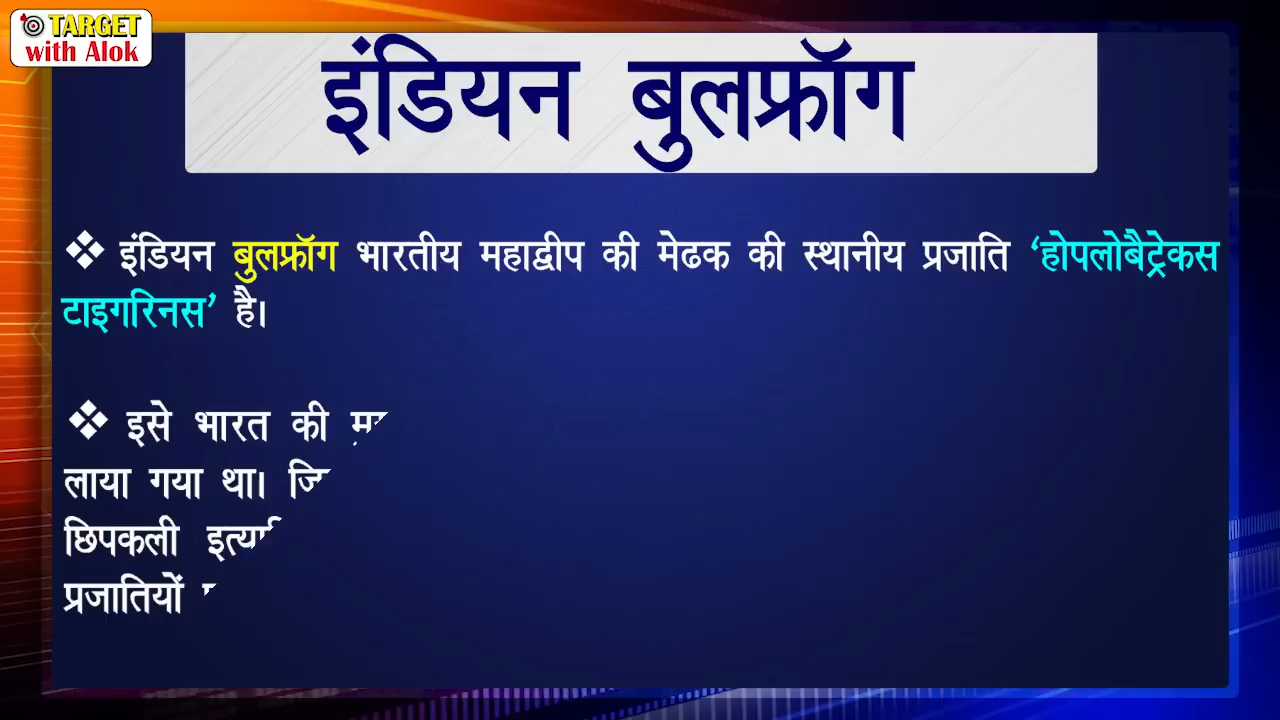 TARGET
with Alok
इंडियन बुलफ्रॉग
❖ इंडियन बुलफ्रॉग भारतीय महाद्वीप की मेढक की स्थानीय प्रजाति ‘होपलोबैट्रेकस
टाइगरिनस’ है।
❖ इसे भारत की
लाया गया था।
छिपकली
प्रजातियों